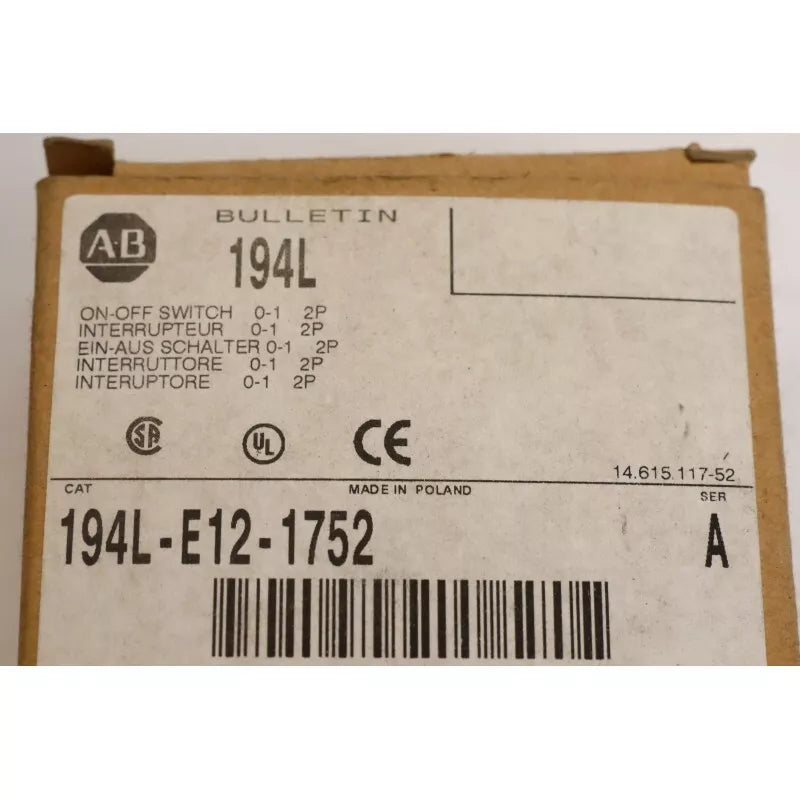 A·B
BULLETIN
194L
ON-OFF SWITCH 0-1 2P
INTERRUPTEUR 0-1 2P
EIN-AUS SCHALTER 0-1 2P
INTERRUTTORE 0-1 2P
INTERUPTORE 0-1 2P
SA UL CE
14.615.117-52
CAT MADE IN POLAND SER
194L-E12-1752 A